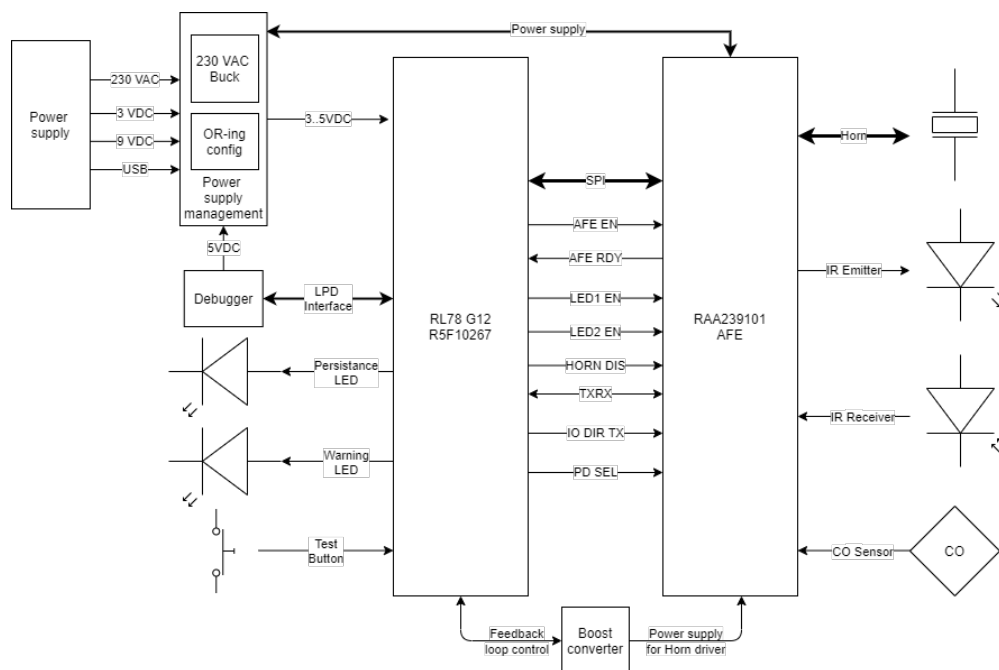 Power supply
230 VAC
Buck
230 VAC
Power
supply
3 VDC
3..5VDC
OR-ing
config
9 VDC
Horn
USB
Power
supply
management
SPI
AFE EN
5VDC
AFE RDY
IR Emitter
Debugger
LPD
Interface
LED1 EN
RL78 G12
R5F10267
RAA239101
AFE
LED2 EN
Persistance
LED
HORN DIS
TXRX
IR Receiver
IO DIR TX
Warning
LED
PD SEL
Test
Button
CO Sensor
CO
Feedback
loop control
Boost
converter
Power supply
for Horn driver